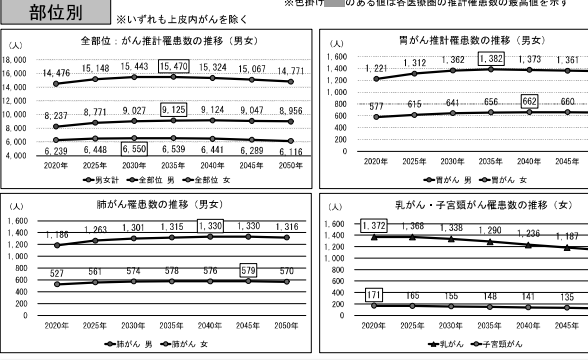 部位別
※いずれも上皮内がんを除く
※色掛け　のある値は各医療圏の推計罹患数の最高値を示す
全部位：がん推計罹患数の推移（男女）
（人）
18,000
16,000
14,000
12,000
10,000
8,000
6,000
4,000
14,476 15,148 15,443 15,470 15,324 15,067 14,771
8,237 8,771 9,027 9,125 9,124 9,047 8,956
6,239 6,448 6,550 6,539 6,441 6,289 6,116
2020年 2025年 2030年 2035年 2040年 2045年 2050年
男女計 全部位 男 全部位 女
胃がん推計罹患数の推移（男女）
（人）
1,600
1,400
1,200
1,000
800
600
400
200
0
1,221 1,312 1,362 1,382 1,373 1,361
577 615 641 656 662 660
2020年 2025年 2030年 2035年 2040年 2045年
胃がん 男 胃がん 女
肺がん罹患数の推移（男女）
（人）
1,600
1,400
1,200
1,000
800
600
400
200
0
1,186 1,263 1,301 1,315 1,330 1,330 1,316
527 561 574 578 576 579 570
2020年 2025年 2030年 2035年 2040年 2045年 2050年
肺がん 男 肺がん 女
乳がん・子宮頸がん罹患数の推移（女）
（人）
1,600
1,400
1,200
1,000
800
600
400
200
0
1,372 1,368 1,338 1,290 1,236 1,187
171 165 155 148 141 135
2020年 2025年 2030年 2035年 2040年 2045年
乳がん 子宮頸がん